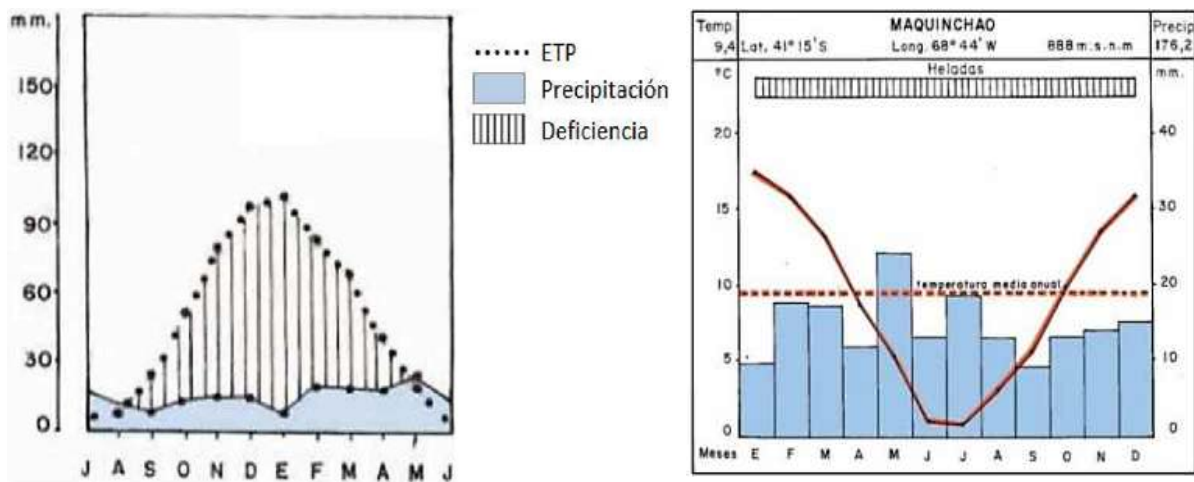 mm.
150
120
90
60
30
0
J A S O N D E F M A M J
ETP
Precipitación
Deficiencia
Temp. MAQUINCHAO Precip
9,4 Lat. 41° 15' S Long. 68° 44' W 888 m.s.n.m 176,2
°C Heladas mm.
20 40
15 30
temperatura media anual
10 20
5 10
0 0
Meses E F M A M J J A S O N D